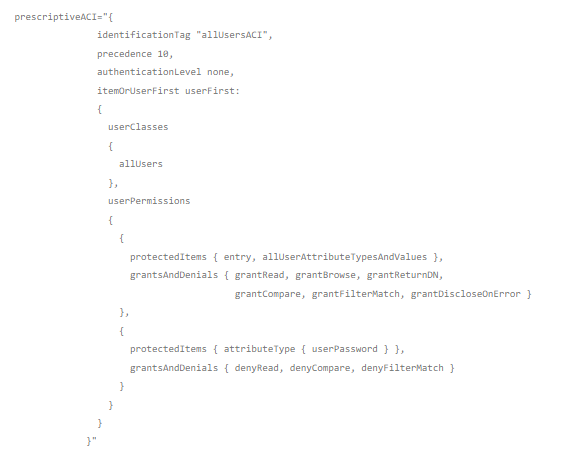 prescriptiveACI="{
identificationTag "allUsersACI",
precedence 10,
authenticationLevel none,
itemOrUserFirst userFirst:
{
userClasses
{
allUsers
},
userPermissions
{
{
protectedItems { entry, allUserAttributeTypesAndValues },
grantsAndDenials { grantRead, grantBrowse, grantReturnDN,
grantCompare, grantFilterMatch, grantDiscloseOnError }
},
{
protectedItems { attributeType { userPassword } },
grantsAndDenials { denyRead, denyCompare, denyFilterMatch }
}
}
}
}"